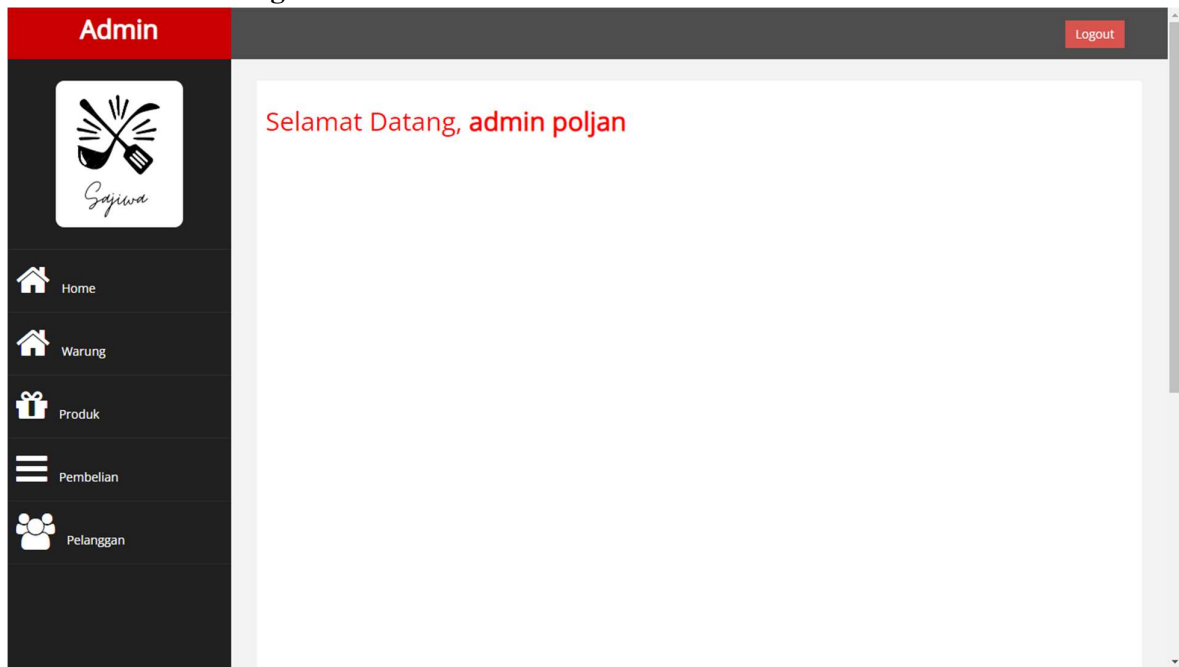 Admin
Logout
Sajiwa
Selamat Datang, admin poljan
Home
Warung
Produk
Pembelian
Pelanggan